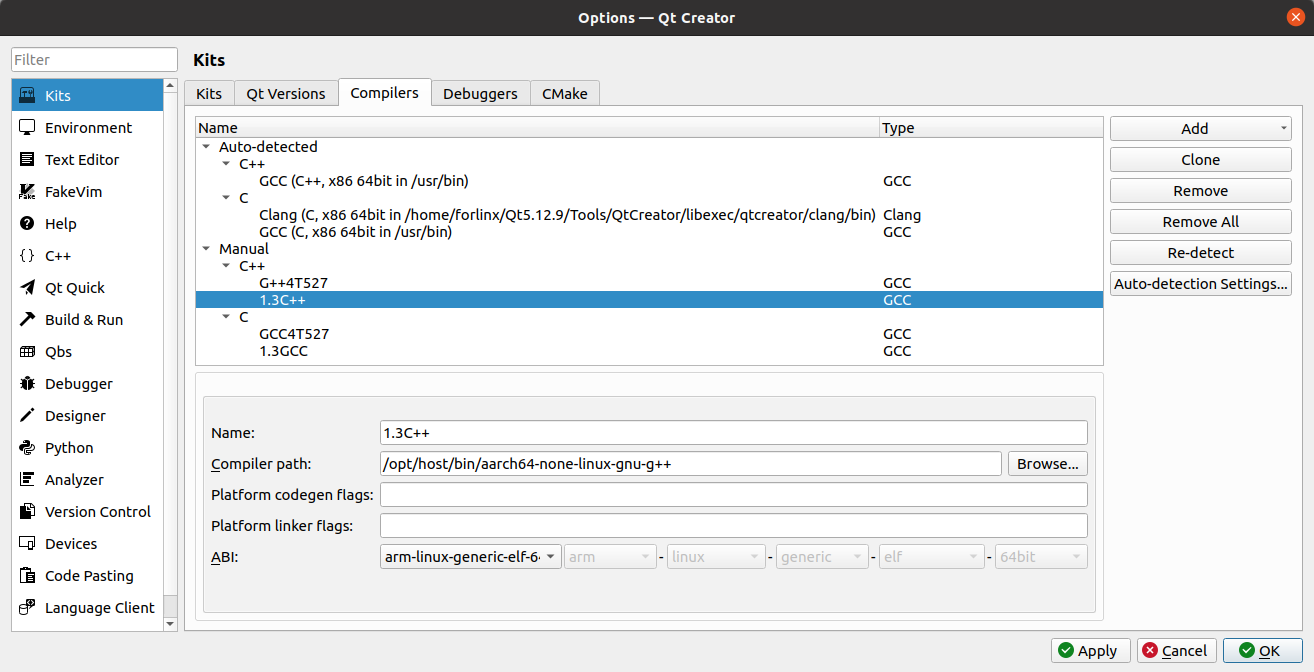 Options — Qt Creator
Filter
Kits
Environment
Text Editor
FakeVim
Help
C++
Qt Quick
Build & Run
Qbs
Debugger
Designer
Python
Analyzer
Version Control
Devices
Code Pasting
Language Client
Kits
Kits Qt Versions Compilers Debuggers CMake
Name Type
Auto-detected
C++
GCC (C++, x86 64bit in /usr/bin) GCC
C
Clang (C, x86 64bit in /home/forlinx/Qt5.12.9/Tools/QtCreator/libexec/qtcreator/clang/bin) Clang
GCC (C, x86 64bit in /usr/bin) GCC
Manual
C++
G++4T527 GCC
1.3C++ GCC
C
GCC4T527 GCC
1.3GCC GCC
Add
Clone
Remove
Remove All
Re-detect
Auto-detection Settings...
Name: 1.3C++
Compiler path: /opt/host/bin/aarch64-none-linux-gnu-g++ Browse...
Platform codegen flags:
Platform linker flags:
ABI: arm-linux-generic-elf-6 arm - linux - generic - elf - 64bit
Apply Cancel OK